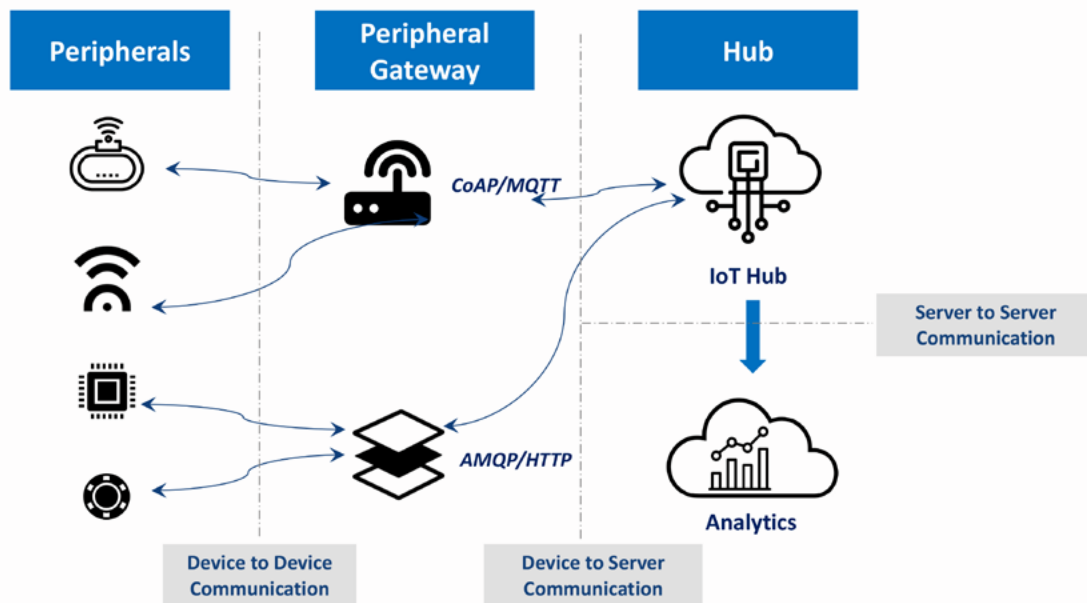 Peripherals
Peripheral
Gateway
Hub
CoAP/MQTT
IoT Hub
Server to Server
Communication
AMQP/HTTP
Analytics
Device to Device
Communication
Device to Server
Communication